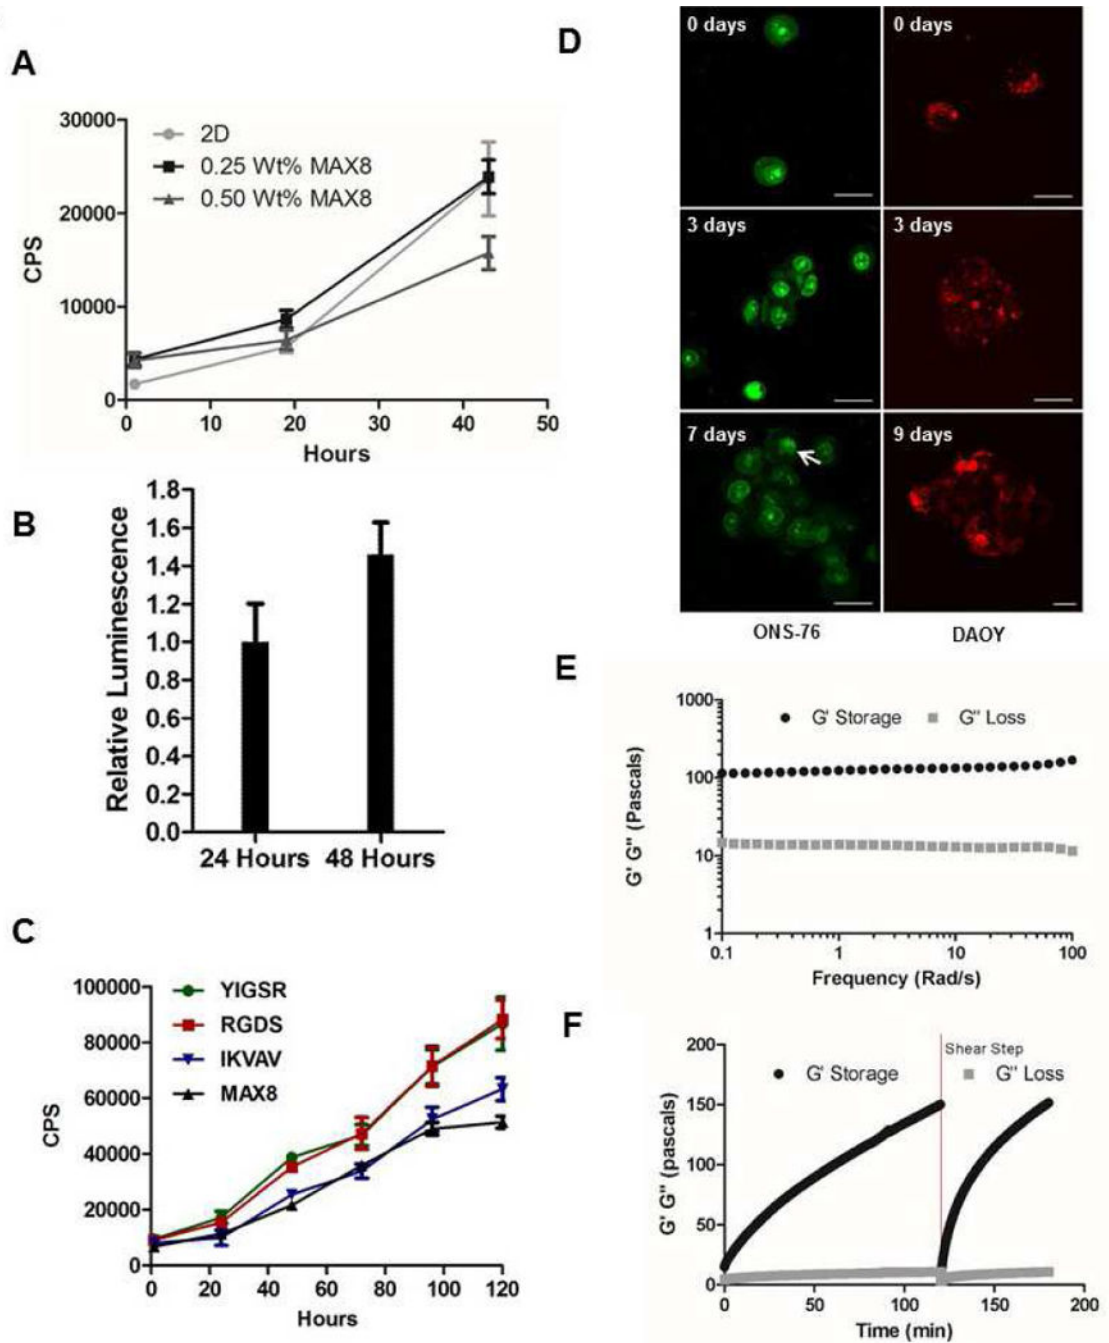 A
30000
20000
10000
0
CPS
2D
0.25 Wt% MAX8
0.50 Wt% MAX8
0 10 20 30 40 50
Hours
B
1.8
1.6
1.4
1.2
1.0
0.8
0.6
0.4
0.2
0.0
Relative Luminescence
24 Hours 48 Hours
C
100000
80000
60000
40000
20000
0
CPS
YIGSR
RGDS
IKVAV
MAX8
0 20 40 60 80 100 120
Hours
D
0 days 0 days
3 days 3 days
7 days 9 days
ONS-76 DAOY
E
1000
100
10
1
G' G'' (Pascals)
G' Storage G'' Loss
0.1 1 10 100
Frequency (Rad/s)
F
200
150
100
50
0
G' G'' (pascals)
Shear Step
G' Storage G'' Loss
0 50 100 150 200
Time (min)